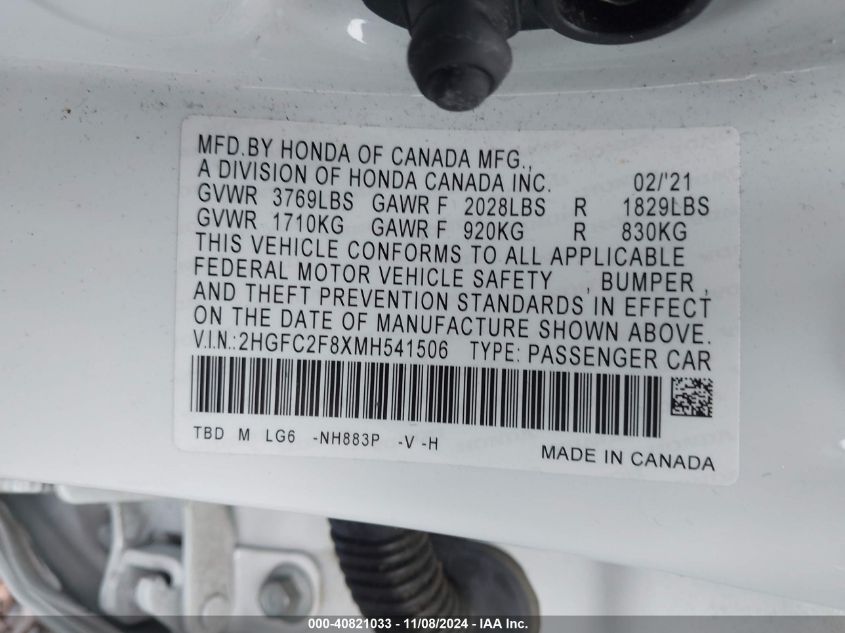 MFD.BY HONDA OF CANADA MFG.,
A DIVISION OF HONDA CANADA INC. 02/'21
GVWR 3769LBS GAWR F 2028LBS R 1829LBS
GVWR 1710KG GAWR F 920KG R 830KG
THIS VEHICLE CONFORMS TO ALL APPLICABLE
FEDERAL MOTOR VEHICLE SAFETY , BUMPER ,
AND THEFT PREVENTION STANDARDS IN EFFECT
ON THE DATE OF MANUFACTURE SHOWN ABOVE.
V.I.N.:2HGFC2F8XMH541506 TYPE: PASSENGER CAR
TBD M LG6 -NH883P -V -H
MADE IN CANADA
000-40821033 - 11/08/2024 - IAA Inc.